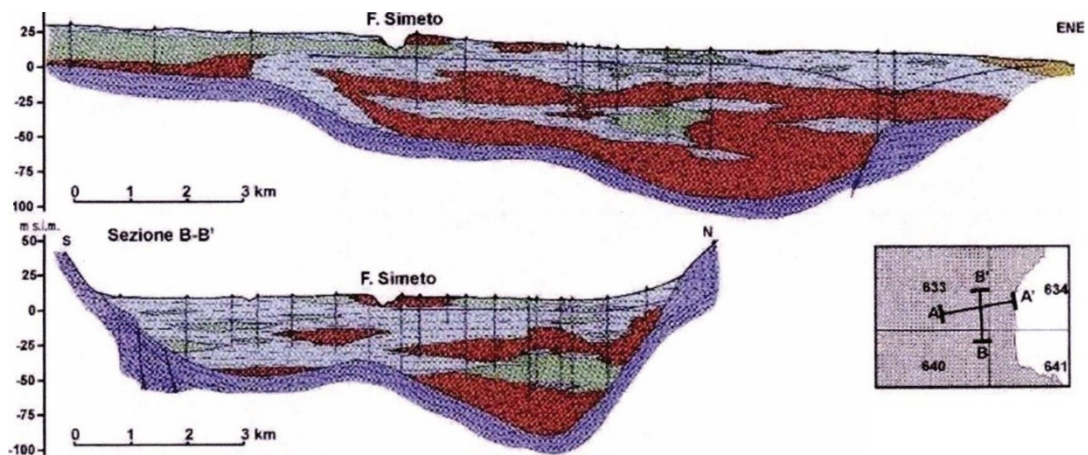 F. Simeto
ENE
25
0
-25
-50
-75
100
0 1 2 3 km
m s.l.m.
Sezione B-B'
50
S
N
F. Simeto
25
0
-25
-50
-75
-100
0 1 2 3 km
B'
633
634
A
A'
B
640
641